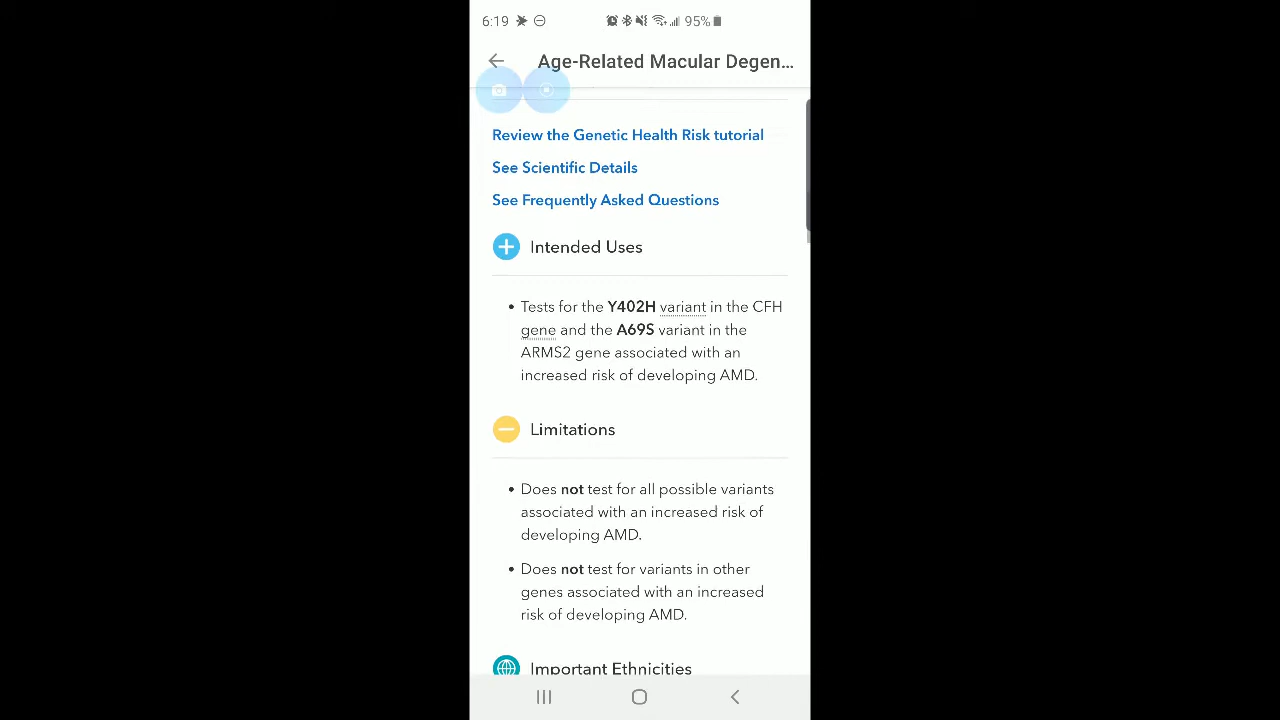 6:19
95%
Age-Related Macular Degen...
Review the Genetic Health Risk tutorial
See Scientific Details
See Frequently Asked Questions
Intended Uses
• Tests for the Y402H variant in the CFH
gene and the A69S variant in the
ARMS2 gene associated with an
increased risk of developing AMD.
Limitations
• Does not test for all possible variants
associated with an increased risk of
developing AMD.
• Does not test for variants in other
genes associated with an increased
risk of developing AMD.
Important Ethnicities